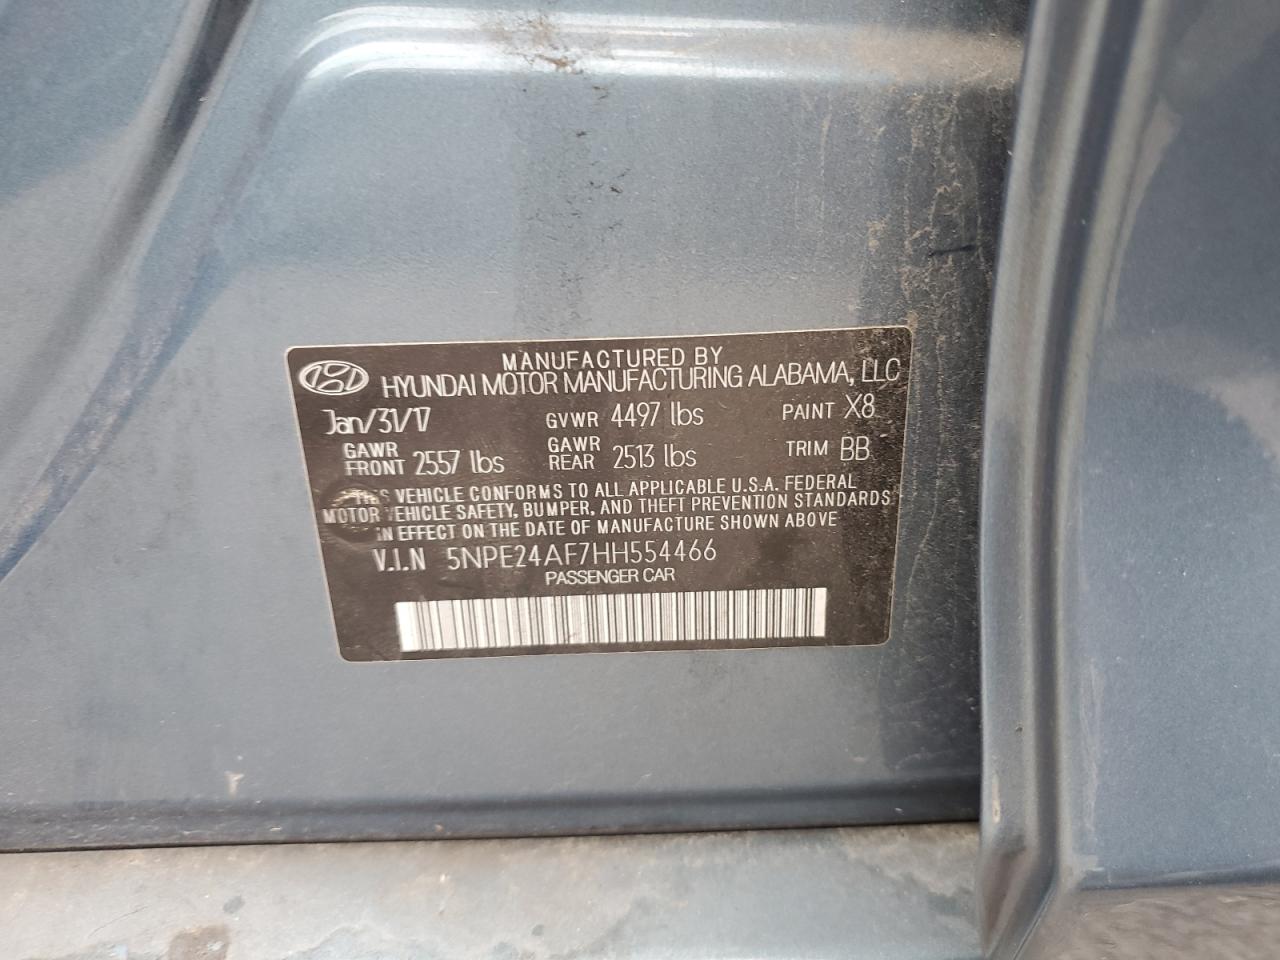 MANUFACTURED BY
HYUNDAI MOTOR MANUFACTURING ALABAMA, LLC
Jan/31/17 GVWR 4497 lbs PAINT X8
GAWR FRONT 2557 lbs GAWR REAR 2513 lbs TRIM BB
THIS VEHICLE CONFORMS TO ALL APPLICABLE U.S.A. FEDERAL
MOTOR VEHICLE SAFETY, BUMPER, AND THEFT PREVENTION STANDARDS
IN EFFECT ON THE DATE OF MANUFACTURE SHOWN ABOVE
V.I.N 5NPE24AF7HH554466
PASSENGER CAR